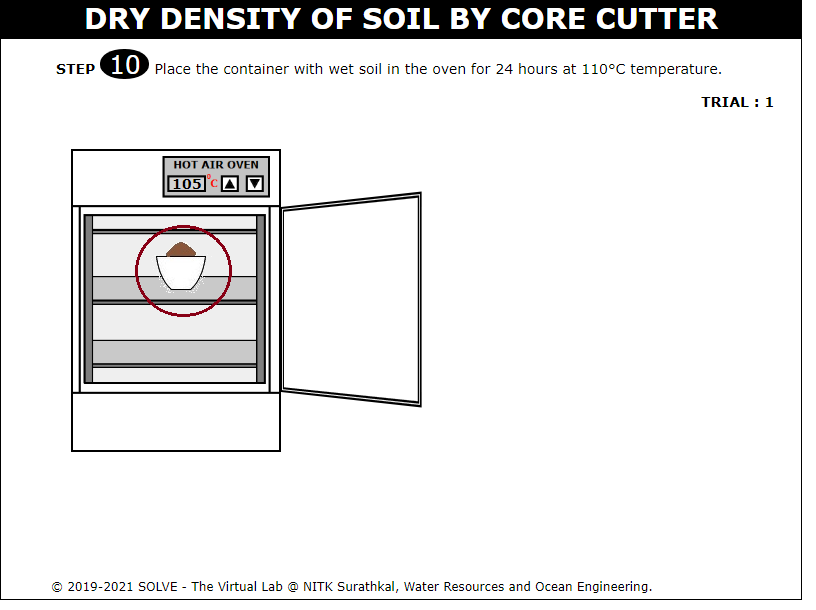 DRY DENSITY OF SOIL BY CORE CUTTER
STEP 10 Place the container with wet soil in the oven for 24 hours at 110°C temperature.
TRIAL : 1
HOT AIR OVEN
105 °C ▲ ▼
© 2019-2021 SOLVE - The Virtual Lab @ NITK Surathkal, Water Resources and Ocean Engineering.